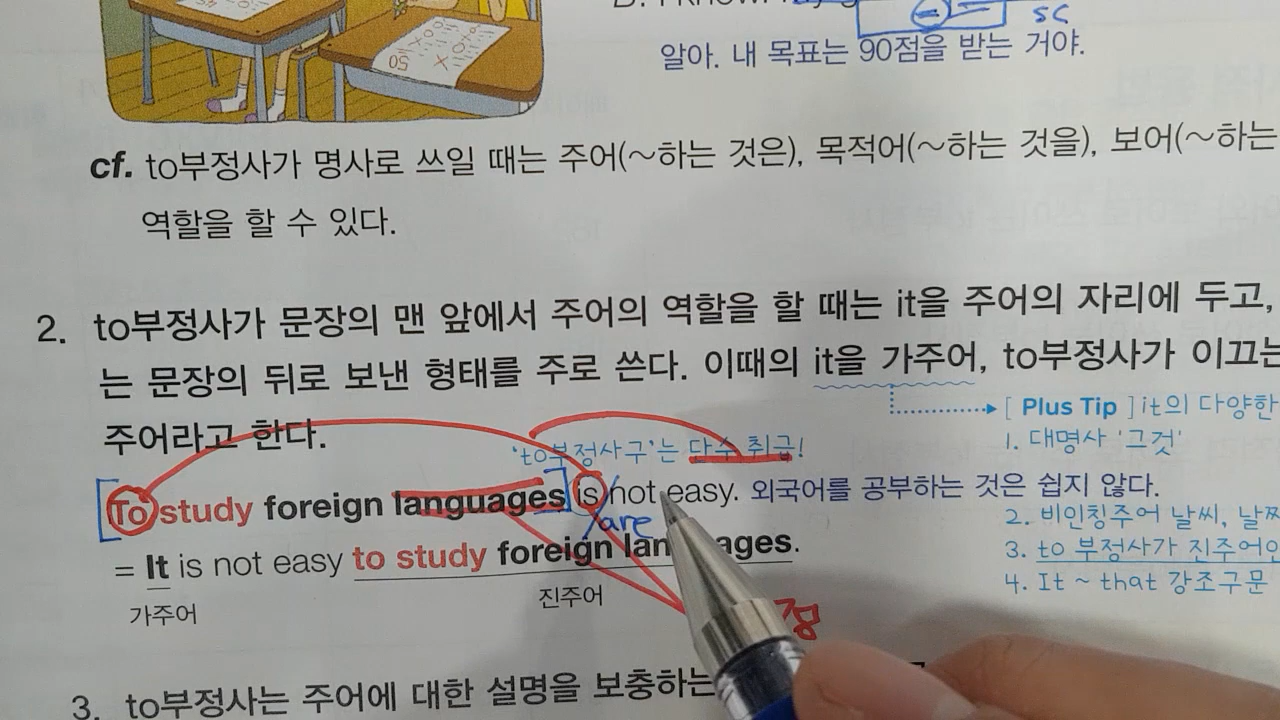 sc
알아. 내 목표는 90점을 받는 거야.
cf. to부정사가 명사로 쓰일 때는 주어(~하는 것은), 목적어(~하는 것을), 보어(~하는
역할을 할 수 있다.
2. to부정사가 문장의 맨 앞에서 주어의 역할을 할 때는 it을 주어의 자리에 두고,
는 문장의 뒤로 보낸 형태를 주로 쓴다. 이때의 it을 가주어, to부정사가 이끄는
[ Plus Tip ] it의 다양한
주어라고 한다.
1. 대명사 '그것'
'to부정사구'는 단수 취급!
To study foreign languages is not easy. 외국어를 공부하는 것은 쉽지 않다.
are
2. 비인칭주어 날씨, 날짜
= It is not easy to study foreign languages.
3. to 부정사가 진주어인
가주어 진주어
4. It ~ that 강조구문
정
3. to부정사는 주어에 대한 설명을 보충하는